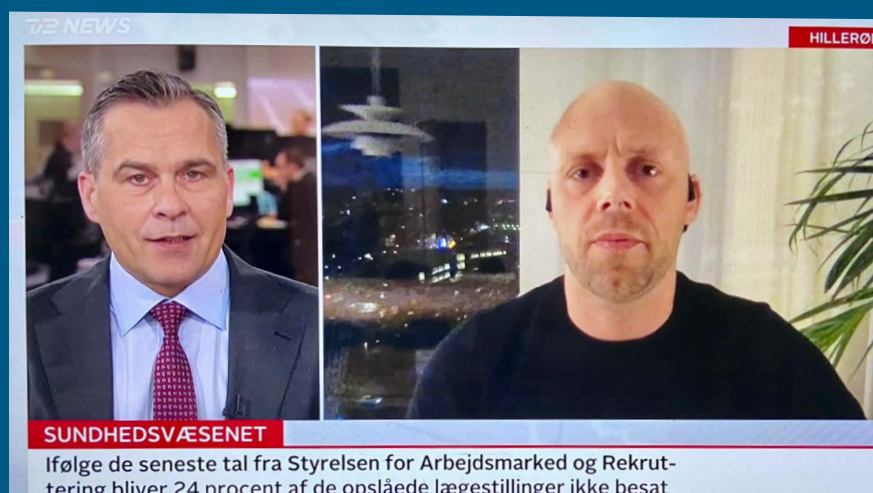 TV2 NEWS
HILLERØ
SUNDHEDSVÆSENET
Ifølge de seneste tal fra Styrelsen for Arbejdsmarked og Rekrut-
tering bliver 24 procent af de opslåede lægestillinger ikke besat